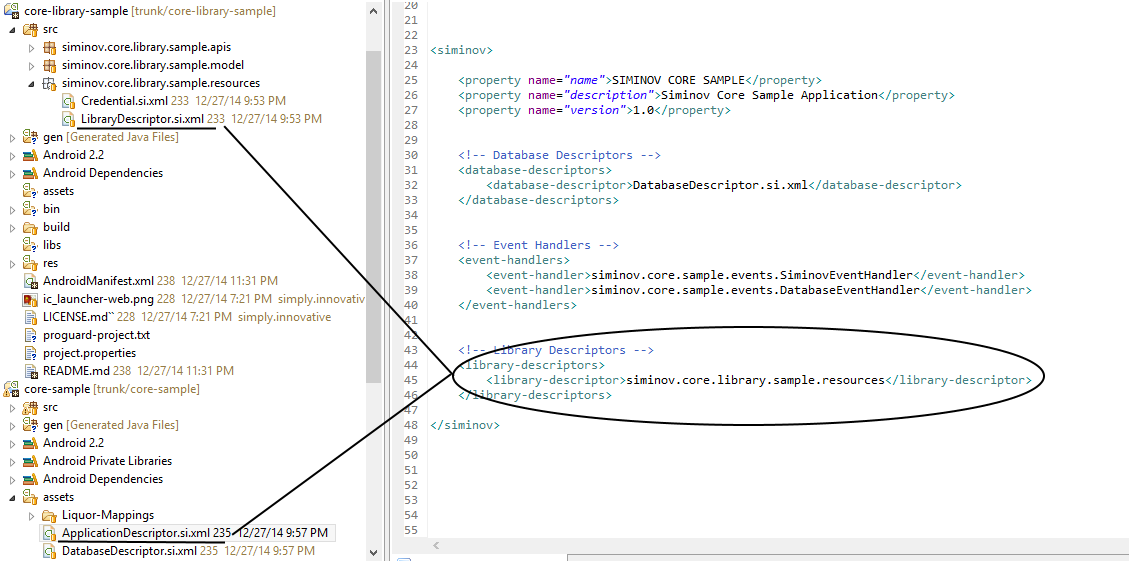 core-library-sample [trunk/core-library-sample]
src
siminov.core.library.sample.apis
siminov.core.library.sample.model
siminov.core.library.sample.resources
Credential.si.xml 233 12/27/14 9:53 PM
LibraryDescriptor.si.xml 233 12/27/14 9:53 PM
gen [Generated Java Files]
Android 2.2
Android Dependencies
assets
bin
build
libs
res
AndroidManifest.xml 228 12/27/14 11:31 PM
ic_launcher-web.png 228 12/27/14 7:21 PM simply.innovative
LICENSE.md`` 228 12/27/14 7:21 PM simply.innovative
proguard-project.txt
project.properties
README.md 238 12/27/14 11:31 PM
core-sample [trunk/core-sample]
src
gen [Generated Java Files]
Android 2.2
Android Private Libraries
Android Dependencies
assets
Liquor-Mappings
ApplicationDescriptor.si.xml 235 12/27/14 9:57 PM
DatabaseDescriptor.si.xml 235 12/27/14 9:57 PM
20
21
22
23 <siminov>
24
25 <property name="name">SIMINOV CORE SAMPLE</property>
26 <property name="description">Siminov Core Sample Application</property>
27 <property name="version">1.0</property>
28
29
30 <!-- Database Descriptors -->
31 <database-descriptors>
32 <database-descriptor>DatabaseDescriptor.si.xml</database-descriptor>
33 </database-descriptors>
34
35
36 <!-- Event Handlers -->
37 <event-handlers>
38 <event-handler>siminov.core.sample.events.SiminovEventHandler</event-handler>
39 <event-handler>siminov.core.sample.events.DatabaseEventHandler</event-handler>
40 </event-handlers>
41
42
43 <!-- Library Descriptors -->
44 <library-descriptors>
45 <library-descriptor>siminov.core.library.sample.resources</library-descriptor>
46 </library-descriptors>
47
48 </siminov>
49
50
51
52
53
54
55